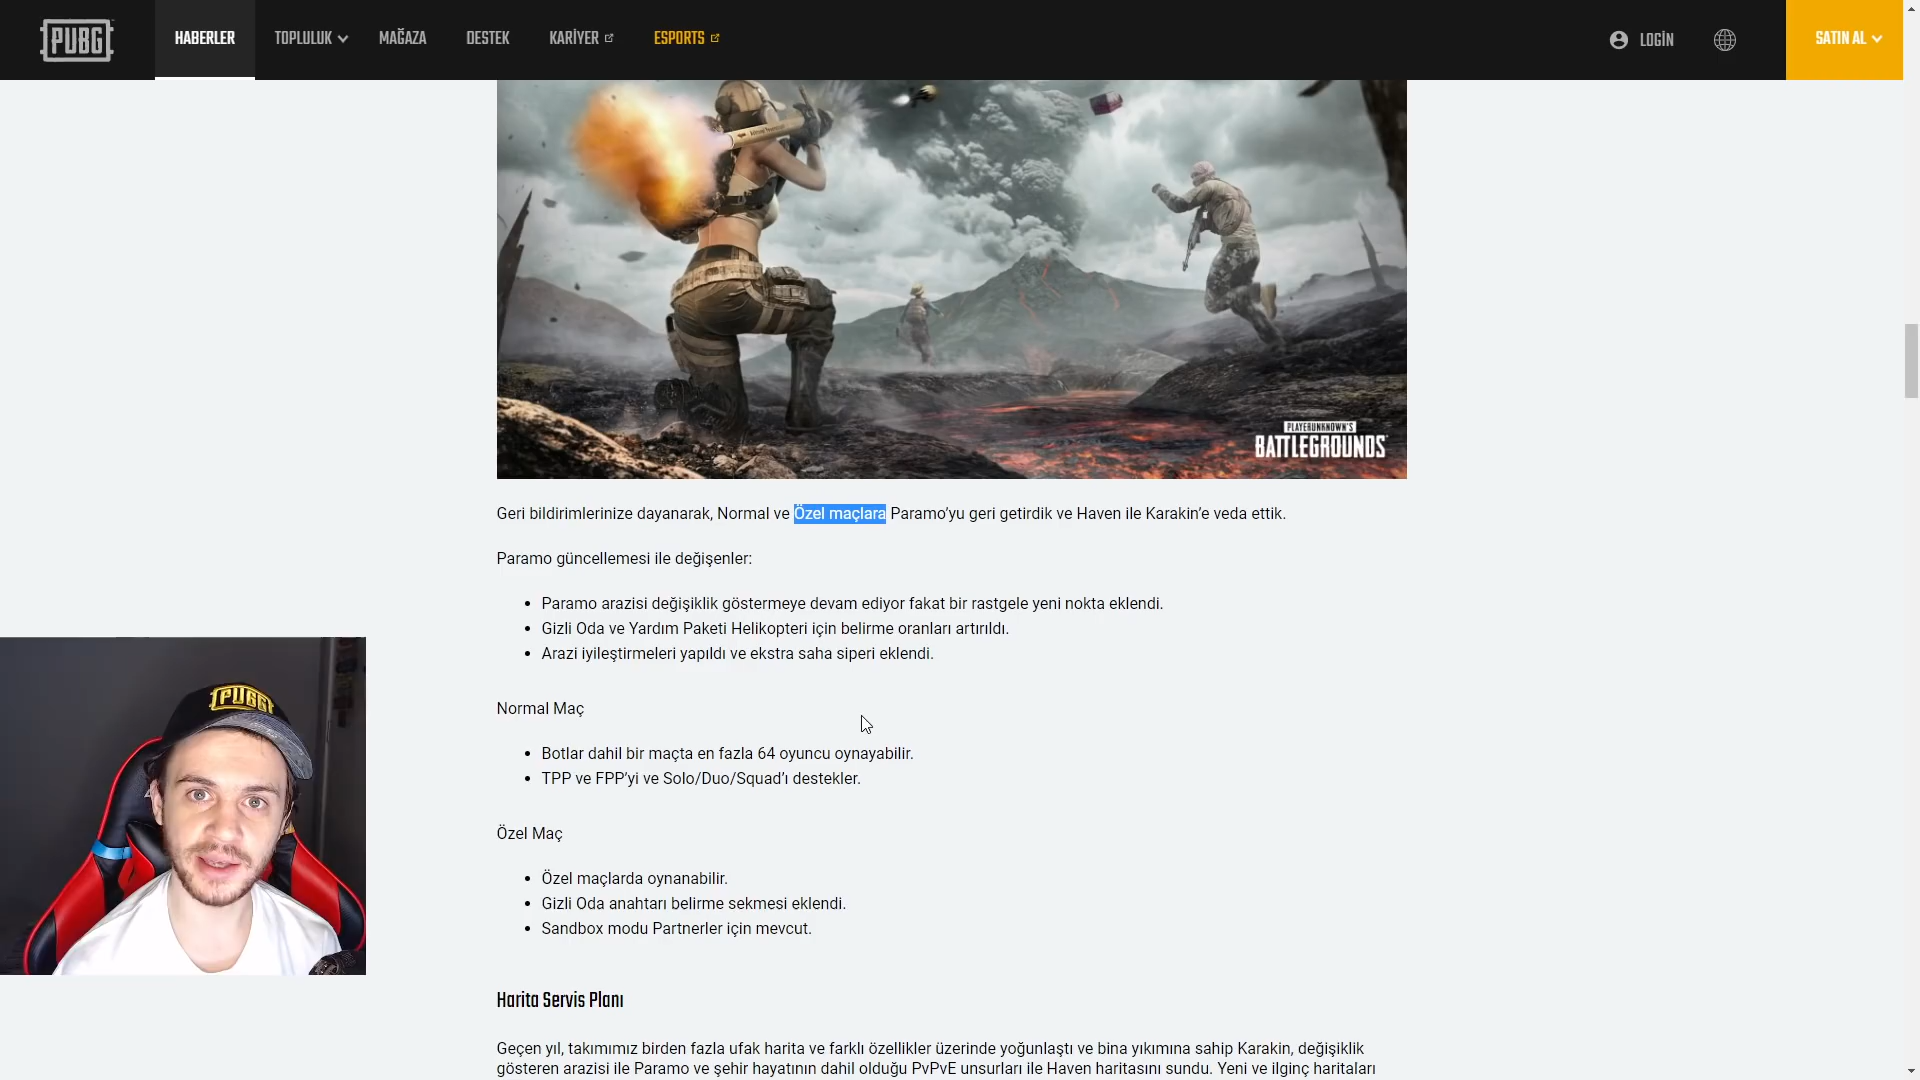 PUBG
HABERLER
TOPLULUK
MAĞAZA
DESTEK
KARİYER
ESPORTS
LOGİN
SATIN AL
PLAYERUNKNOWN'S
BATTLEGROUNDS
Geri bildirimlerinize dayanarak, Normal ve Özel maçlara Paramo’yu geri getirdik ve Haven ile Karakin’e veda ettik.
Paramo güncellemesi ile değişenler:
Paramo arazisi değişiklik göstermeye devam ediyor fakat bir rastgele yeni nokta eklendi.
Gizli Oda ve Yardım Paketi Helikopteri için belirme oranları artırıldı.
Arazi iyileştirmeleri yapıldı ve ekstra saha siperi eklendi.
Normal Maç
Botlar dahil bir maçta en fazla 64 oyuncu oynayabilir.
TPP ve FPP’yi ve Solo/Duo/Squad’ı destekler.
PUBG
Özel Maç
Özel maçlarda oynanabilir.
Gizli Oda anahtarı belirme sekmesi eklendi.
Sandbox modu Partnerler için mevcut.
Harita Servis Planı
Geçen yıl, takımımız birden fazla ufak harita ve farklı özellikler üzerinde yoğunlaştı ve bina yıkımına sahip Karakin, değişiklik
gösteren arazisi ile Paramo ve şehir hayatının dahil olduğu PvPvE unsurları ile Haven haritasını sundu. Yeni ve ilginç haritaları